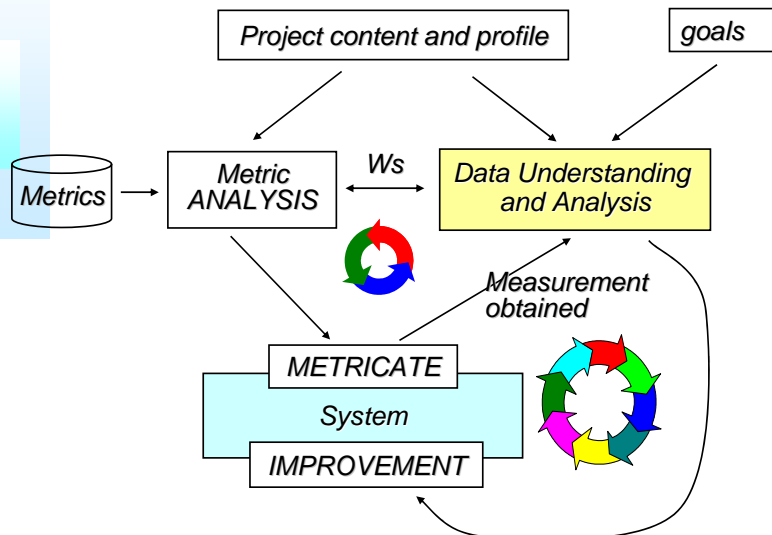 Project content and profile
goals
Metrics
Metric
ANALYSIS
Ws
Data Understanding
and Analysis
Measurement
obtained
METRICATE
System
IMPROVEMENT